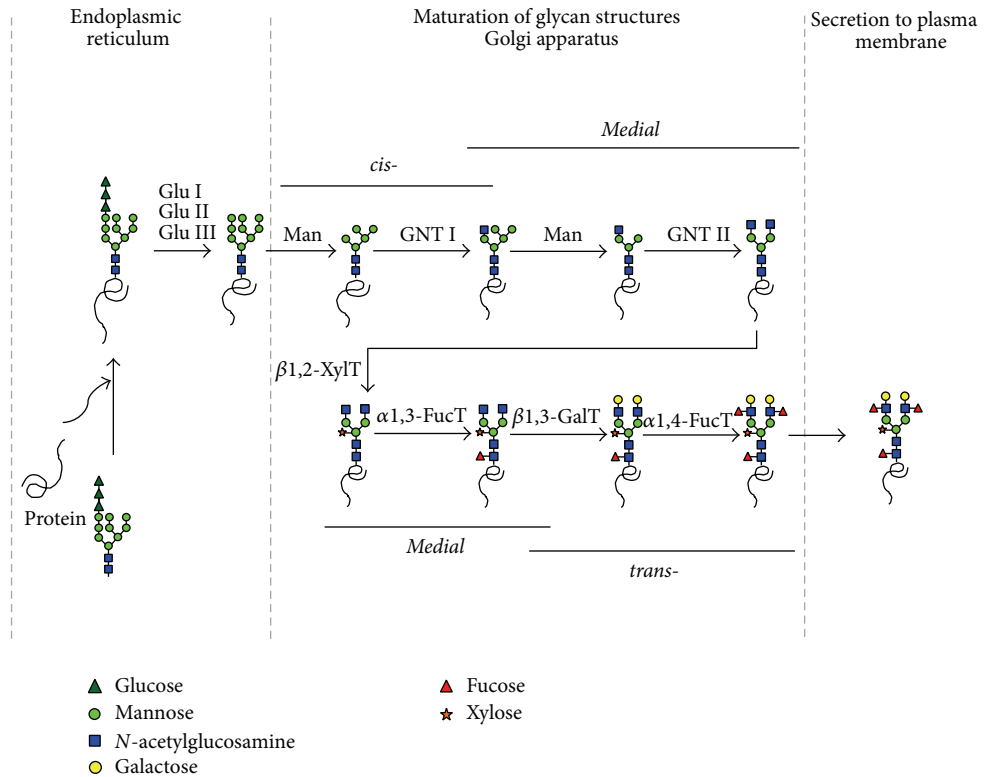 Endoplasmic
reticulum
Maturation of glycan structures
Golgi apparatus
Secretion to plasma
membrane
Medial
cis-
Glu I
Glu II
Glu III
Man
GNT I
Man
GNT II
β1,2-XylT
α1,3-FucT
β1,3-GalT
α1,4-FucT
Protein
Medial
trans-
Glucose
Mannose
N-acetylglucosamine
Galactose
Fucose
Xylose